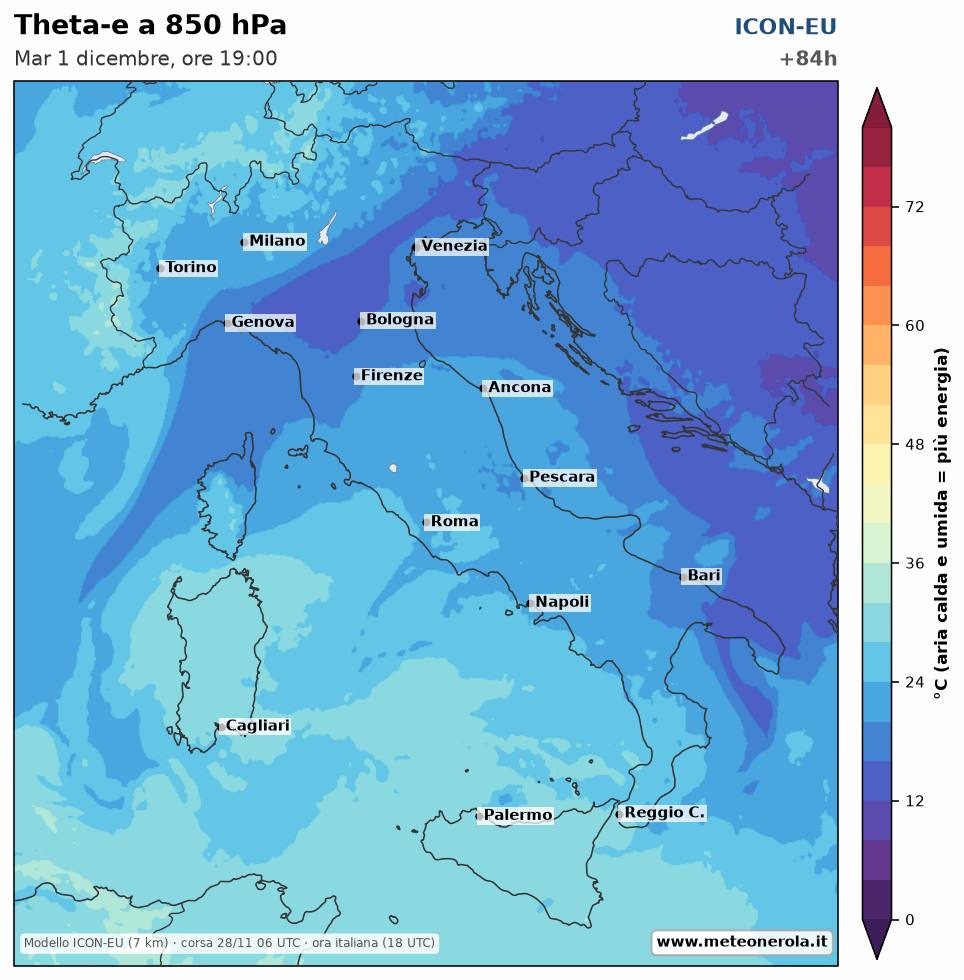 Theta-e a 850 hPa
ICON-EU
Mar 1 dicembre, ore 19:00
+84h
Milano
Venezia
Torino
Genova
Bologna
Firenze
Ancona
Pescara
Roma
Bari
Napoli
Cagliari
Palermo
Reggio C.
72
60
48
36
24
12
0
°C (aria calda e umida = più energia)
Modello ICON-EU (7 km) · corsa 28/11 06 UTC · ora italiana (18 UTC)
www.meteonerola.it